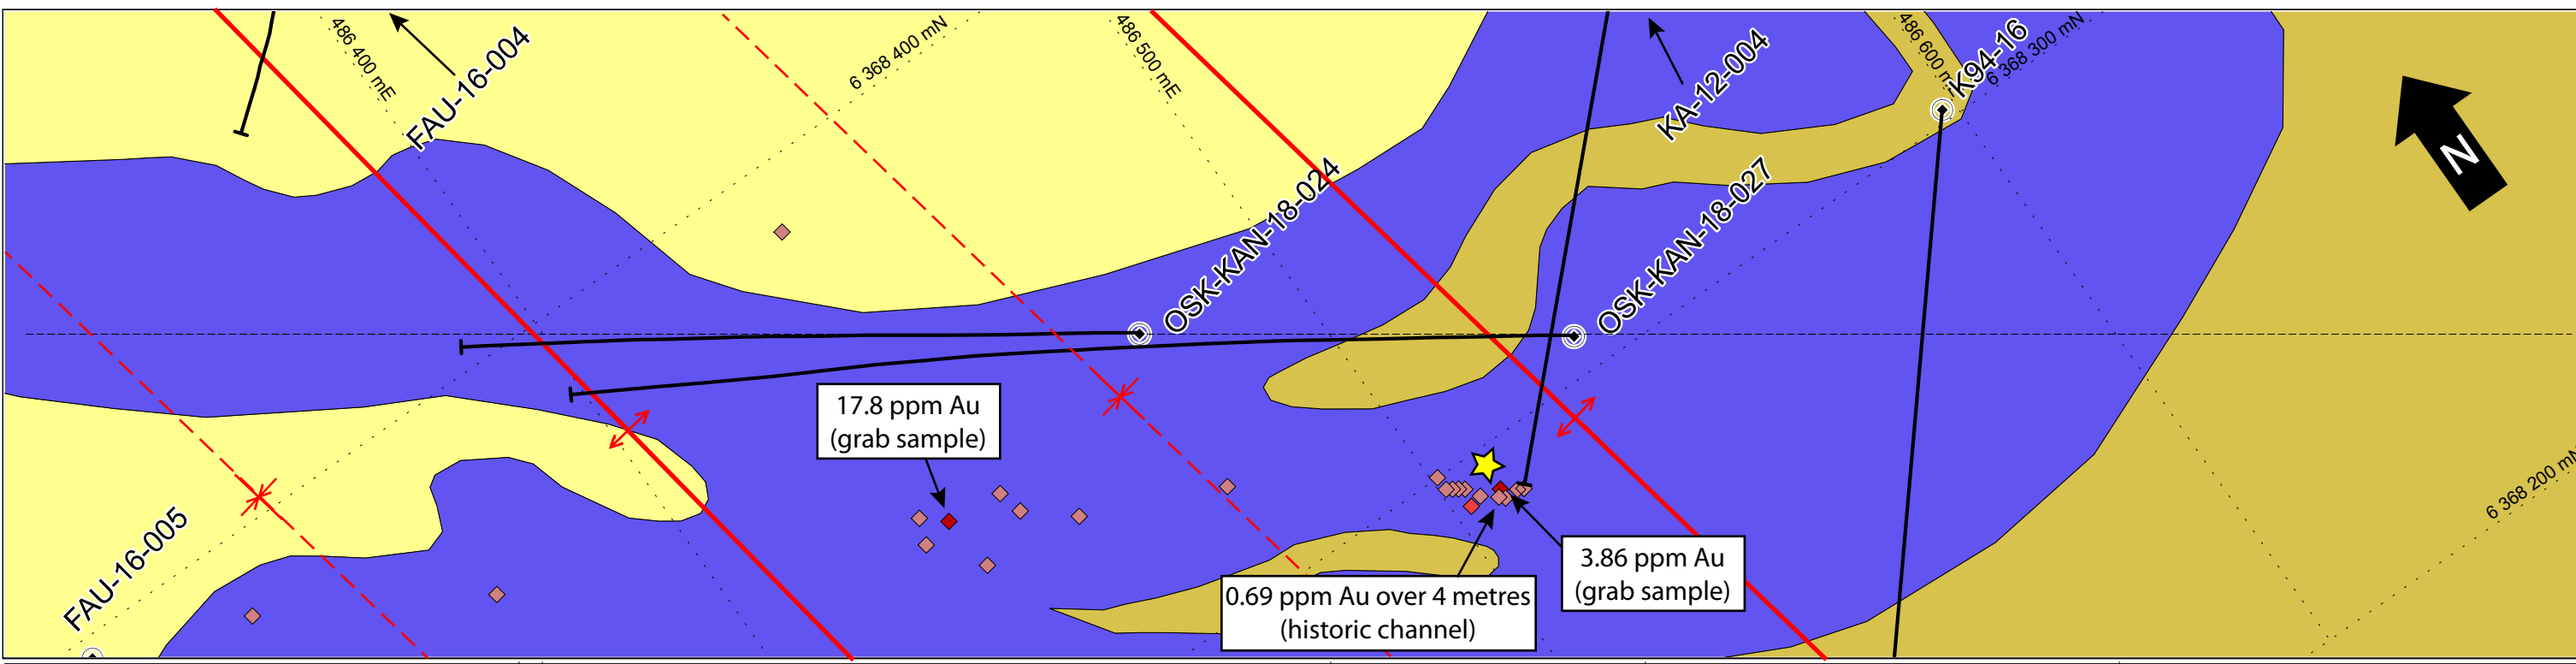 486 400 mE
FAU-16-004
6 368 400 mN
486 500 mE
KA-12-004
486 600 m
K94-16
6 368 300 mN
N
OSK-KAN-18-024
OSK-KAN-18-027
17.8 ppm Au
(grab sample)
FAU-16-005
3.86 ppm Au
(grab sample)
0.69 ppm Au over 4 metres
(historic channel)
6 368 200 mN